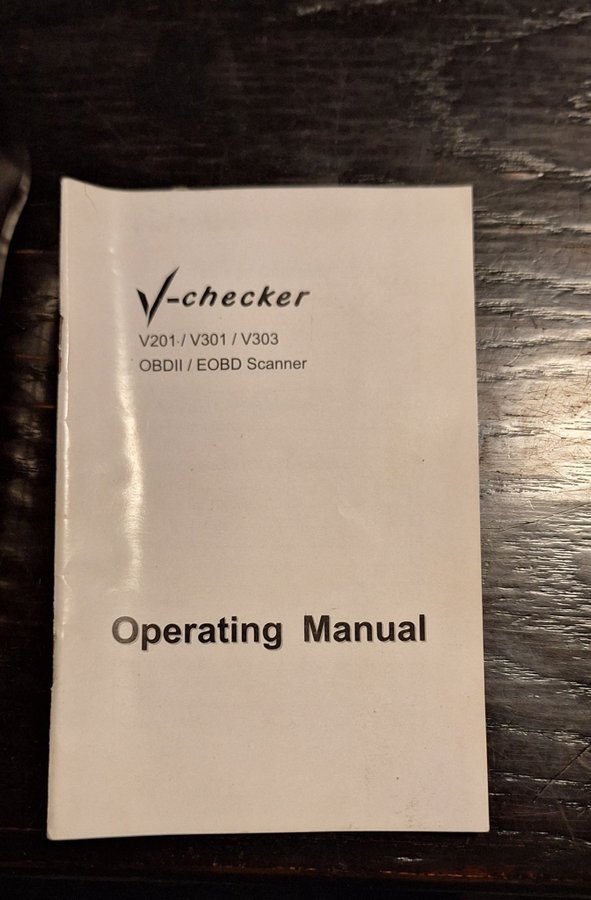 V-checker
V201 / V301 / V303
OBDII / EOBD Scanner
Operating Manual